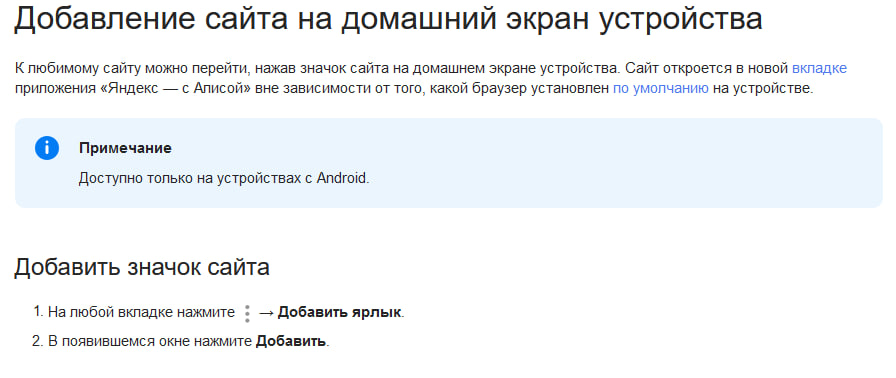 Добавление сайта на домашний экран устройства
К любимому сайту можно перейти, нажав значок сайта на домашнем экране устройства. Сайт откроется в новой вкладке
приложения «Яндекс — с Алисой» вне зависимости от того, какой браузер установлен по умолчанию на устройстве.
Примечание
Доступно только на устройствах с Android.
Добавить значок сайта
1. На любой вкладке нажмите ⋮ → Добавить ярлык.
2. В появившемся окне нажмите Добавить.